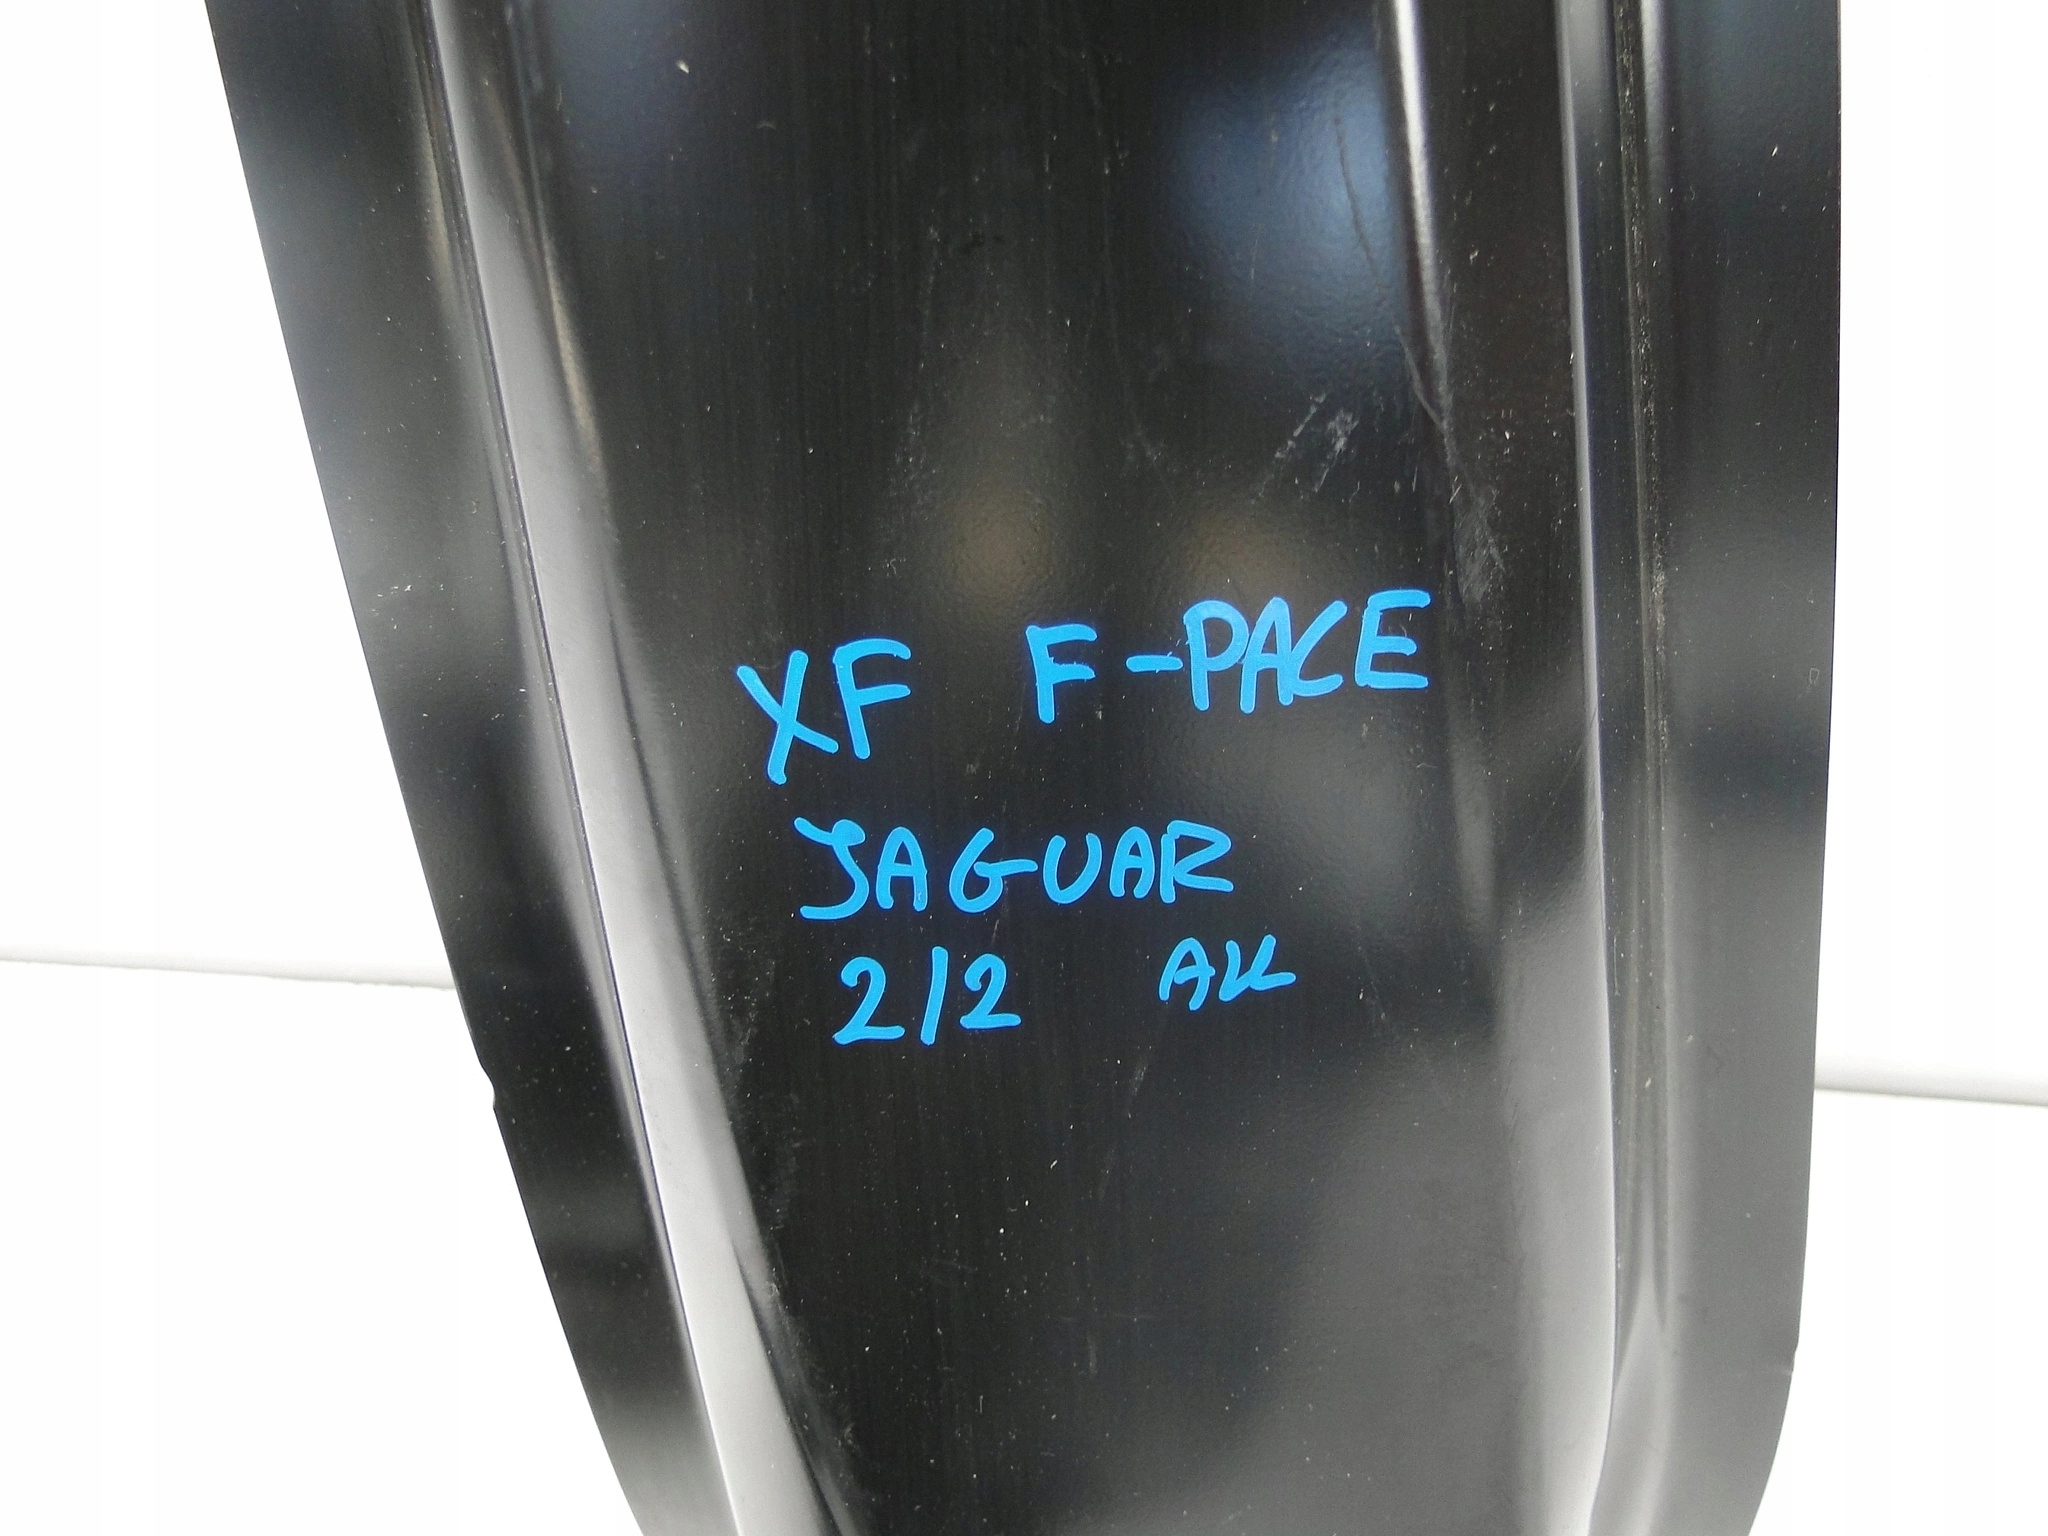 XF F-PACE
JAGUAR
2/2 AK